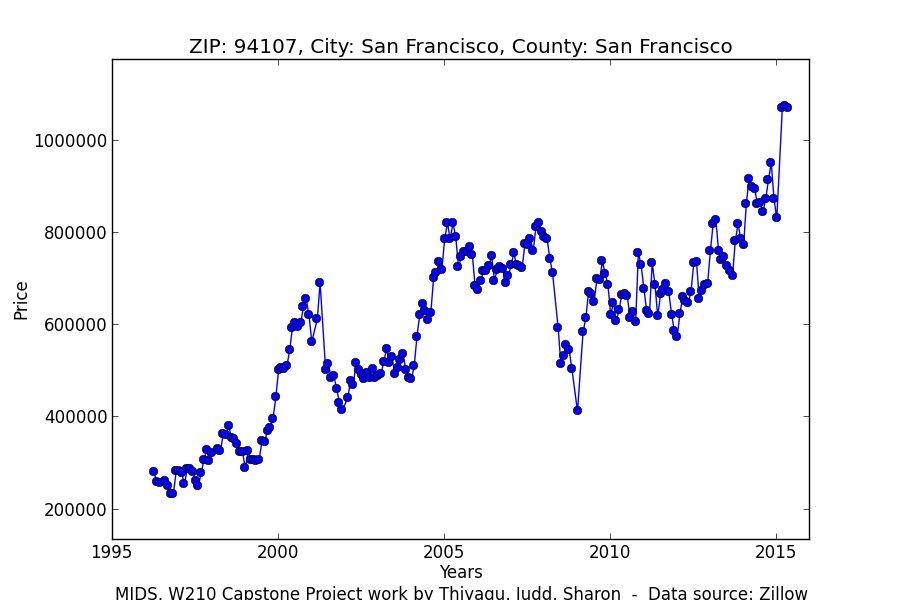 ZIP: 94107, City: San Francisco, County: San Francisco
1000000
800000
600000
400000
200000
Price
1995 2000 2005 2010 2015
Years
MIDS, W210 Capstone Project work by Thiyagu, Judd, Sharon - Data source: Zillow